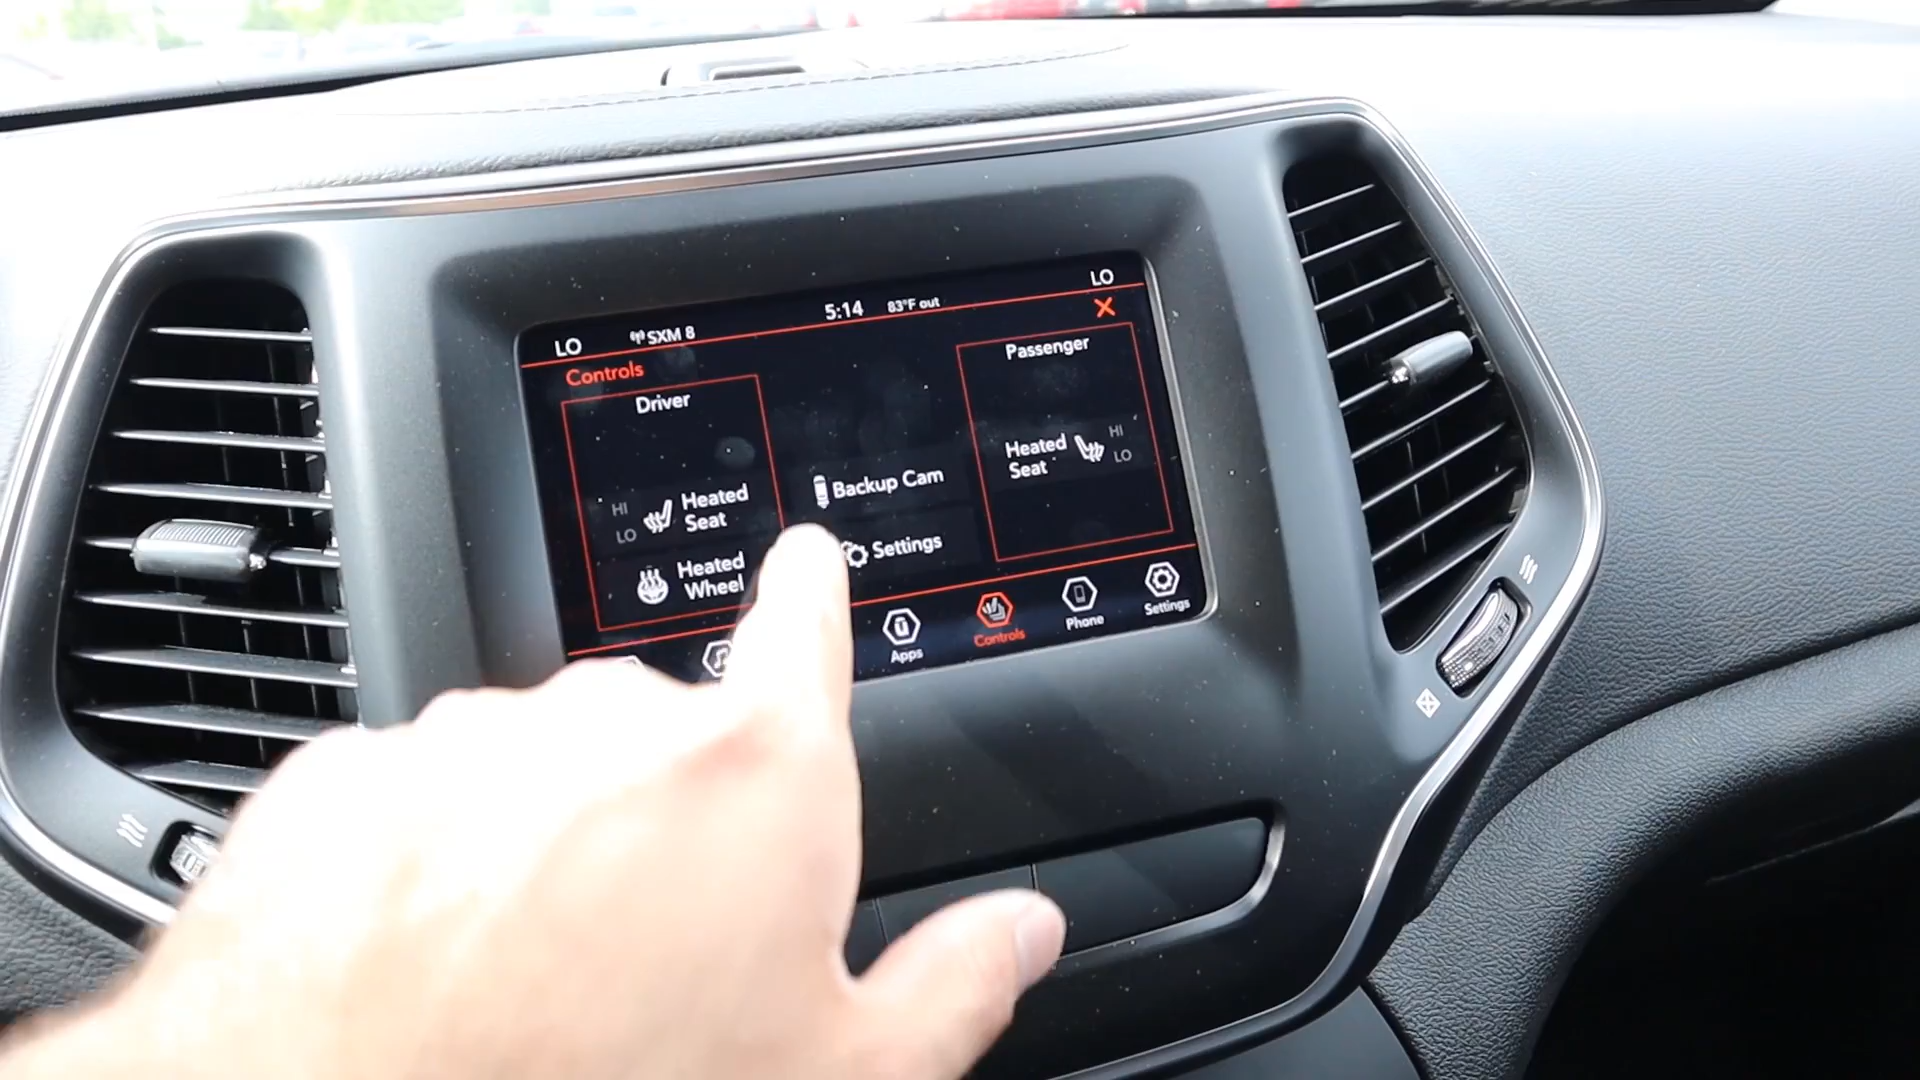 LO
SXM 8
5:14
83°F out
LO
Controls
Driver
HI
LO
Heated
Seat
Heated
Wheel
Backup Cam
Settings
Passenger
Heated
Seat
HI
LO
Apps
Controls
Phone
Settings